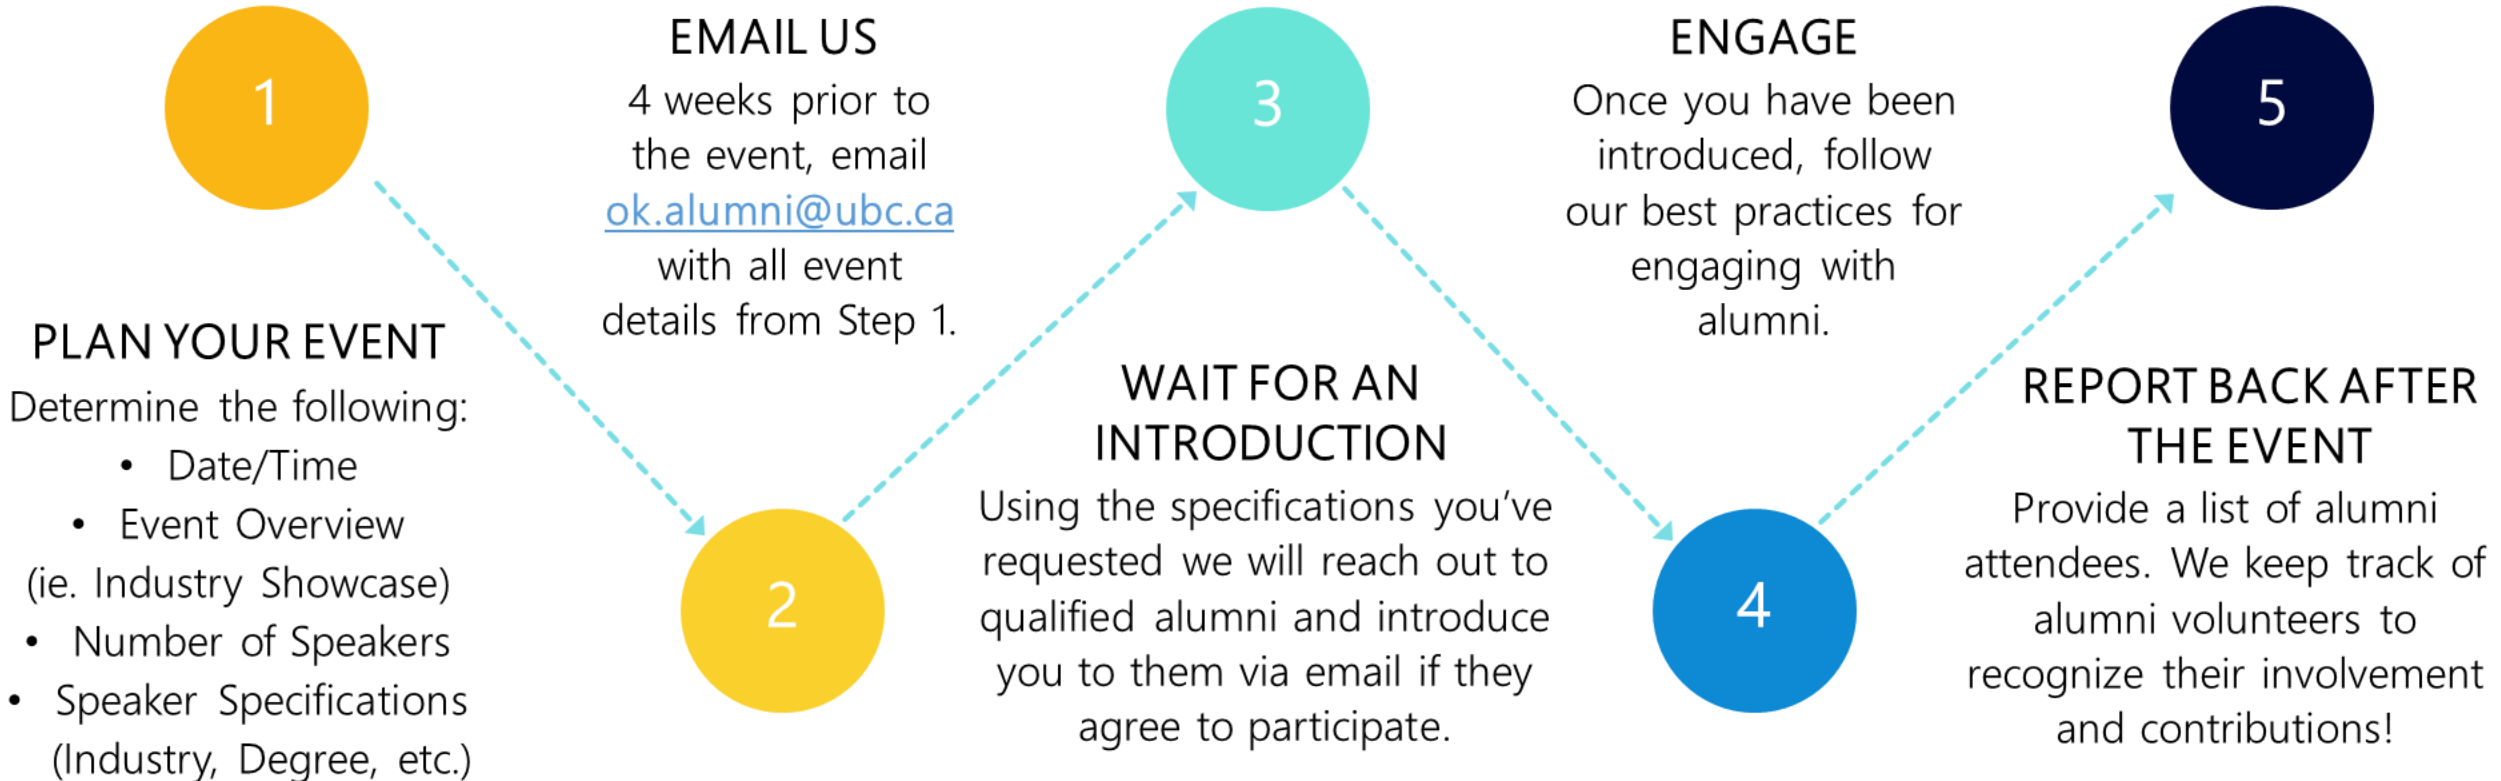 1
PLAN YOUR EVENT
Determine the following:
• Date/Time
• Event Overview
(ie. Industry Showcase)
• Number of Speakers
• Speaker Specifications
(Industry, Degree, etc.)
EMAIL US
4 weeks prior to
the event, email
ok.alumni@ubc.ca
with all event
details from Step 1.
2
3
WAIT FOR AN
INTRODUCTION
Using the specifications you've
requested we will reach out to
qualified alumni and introduce
you to them via email if they
agree to participate.
ENGAGE
Once you have been
introduced, follow
our best practices for
engaging with
alumni.
4
5
REPORT BACK AFTER
THE EVENT
Provide a list of alumni
attendees. We keep track of
alumni volunteers to
recognize their involvement
and contributions!